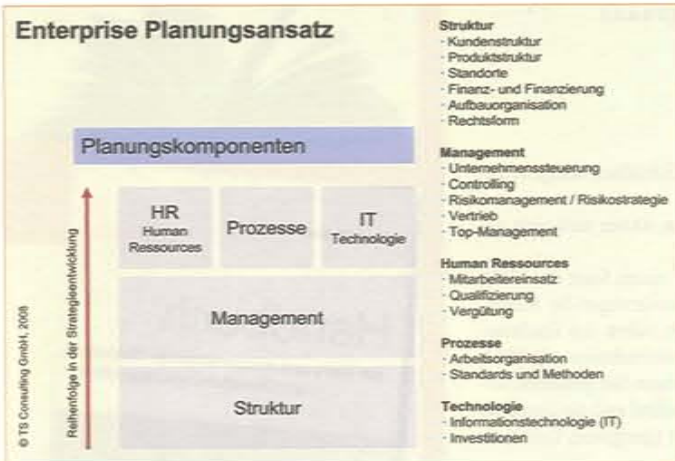 Enterprise Planungsansatz
Planungskomponenten
HR
Human
Ressources
Prozesse
IT
Technologie
Management
Struktur
Reihenfolge in der Strategieentwicklung
© TS Consulting GmbH, 2008
Struktur
· Kundenstruktur
· Produktstruktur
· Standorte
· Finanz- und Finanzierung
· Aufbauorganisation
· Rechtsform
Management
· Unternehmenssteuerung
· Controlling
· Risikomanagement / Risikostrategie
· Vertrieb
· Top-Management
Human Ressources
· Mitarbeitereinsatz
· Qualifizierung
· Vergütung
Prozesse
· Arbeitsorganisation
· Standards und Methoden
Technologie
· Informationstechnologie (IT)
· Investitionen